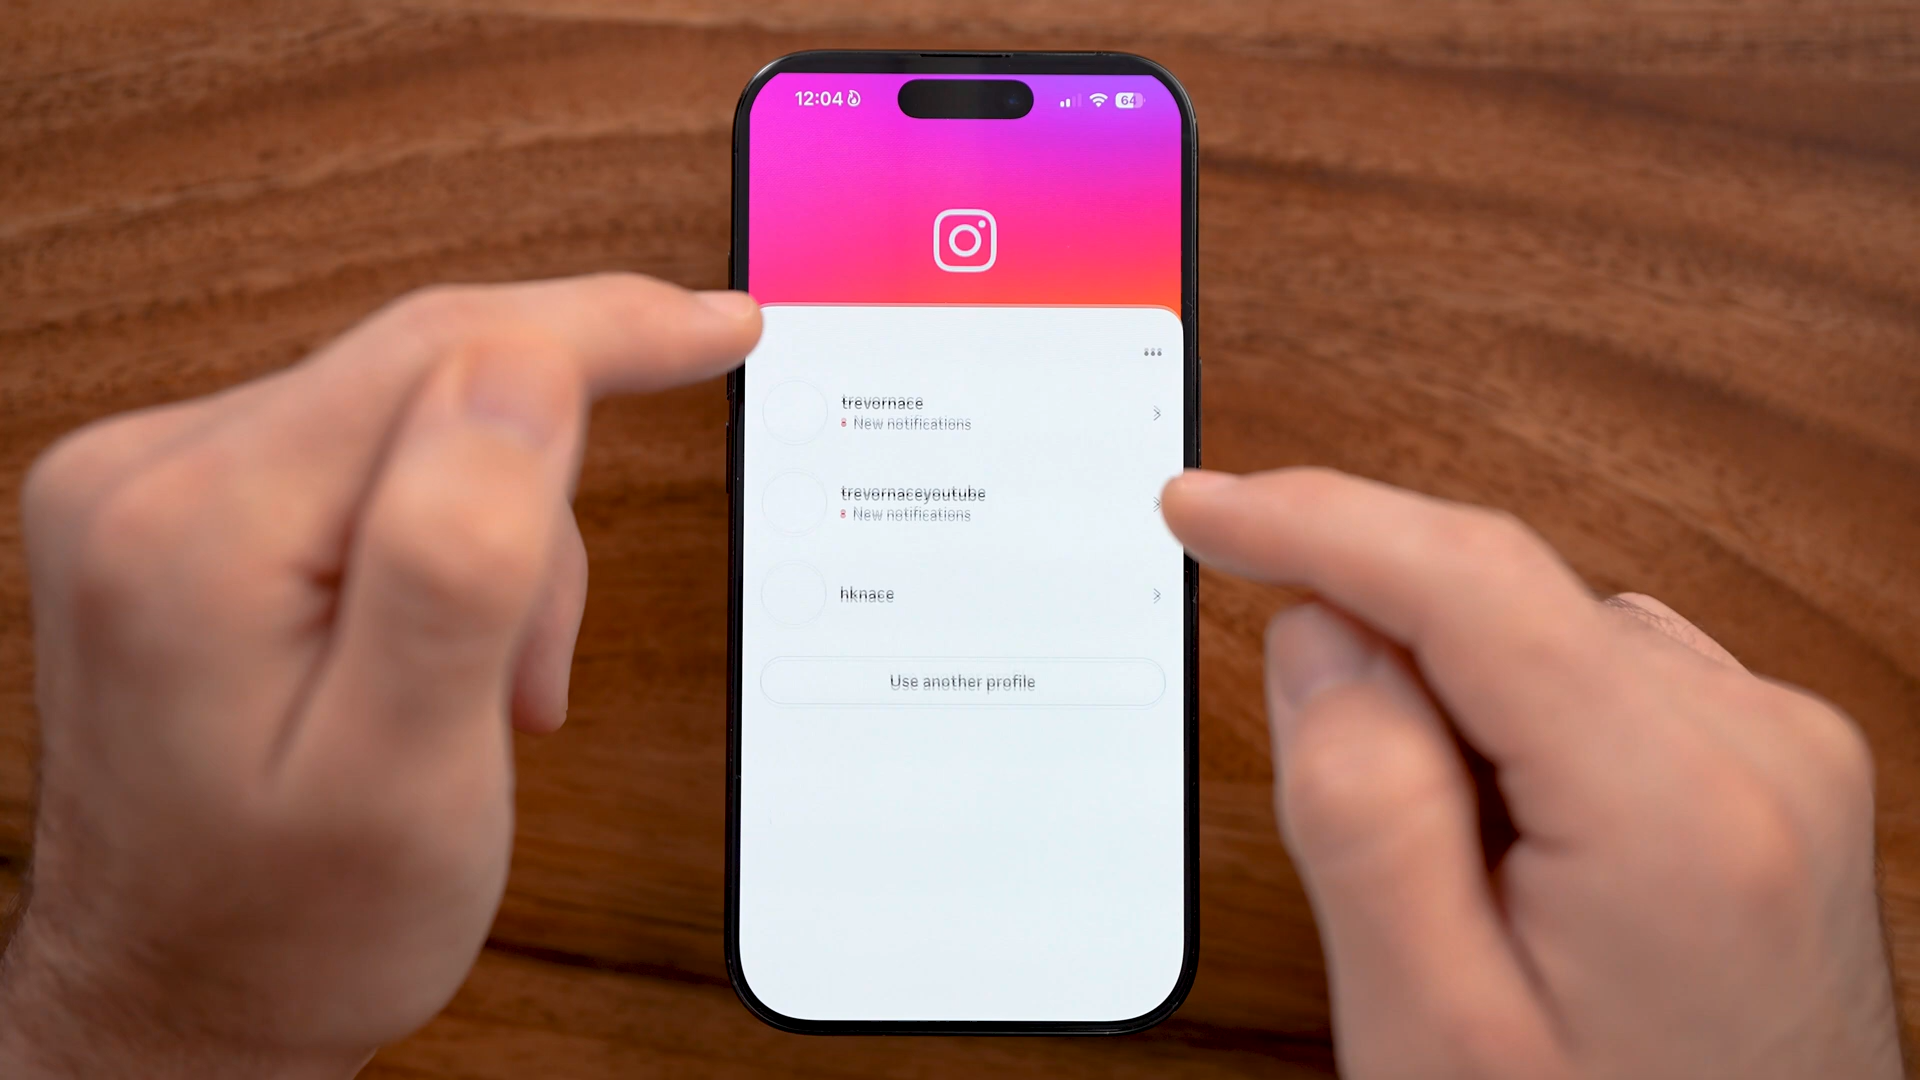 12:04
64
trevornace
New notifications
trevornaceyoutube
New notifications
hknace
Use another profile